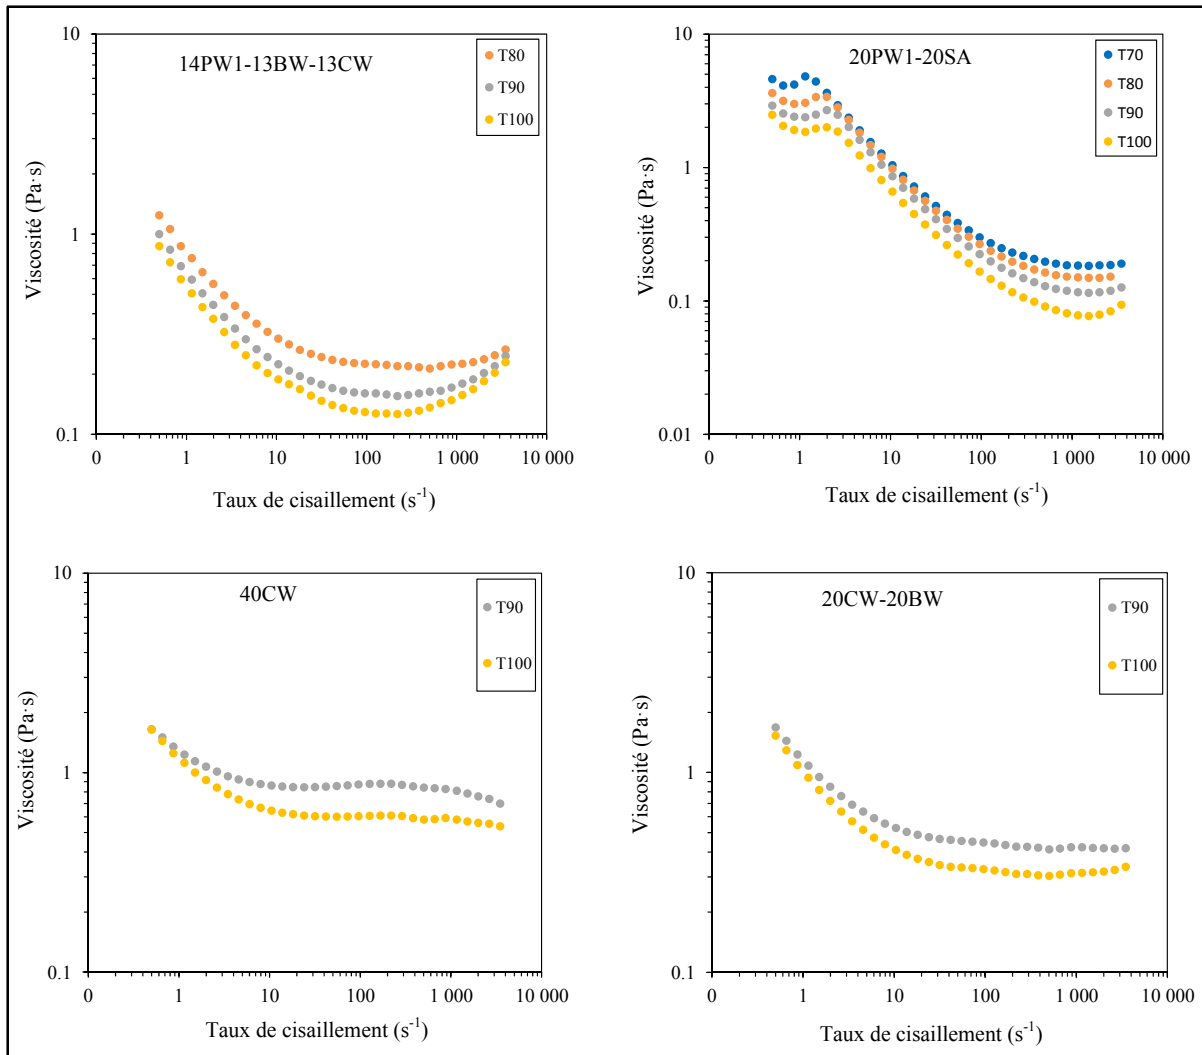 14PW1-13BW-13CW
T80
T90
T100
Viscosité (Pa·s)
10
1
0.1
0
1
10
100
1 000
10 000
Taux de cisaillement (s-1)
20PW1-20SA
T70
T80
T90
T100
Viscosité (Pa·s)
10
1
0.1
0.01
0
1
10
100
1 000
10 000
Taux de cisaillement (s-1)
40CW
T90
T100
Viscosité (Pa·s)
10
1
0.1
0
1
10
100
1 000
10 000
Taux de cisaillement (s-1)
20CW-20BW
T90
T100
Viscosité (Pa·s)
10
1
0.1
0
1
10
100
1 000
10 000
Taux de cisaillement (s-1)